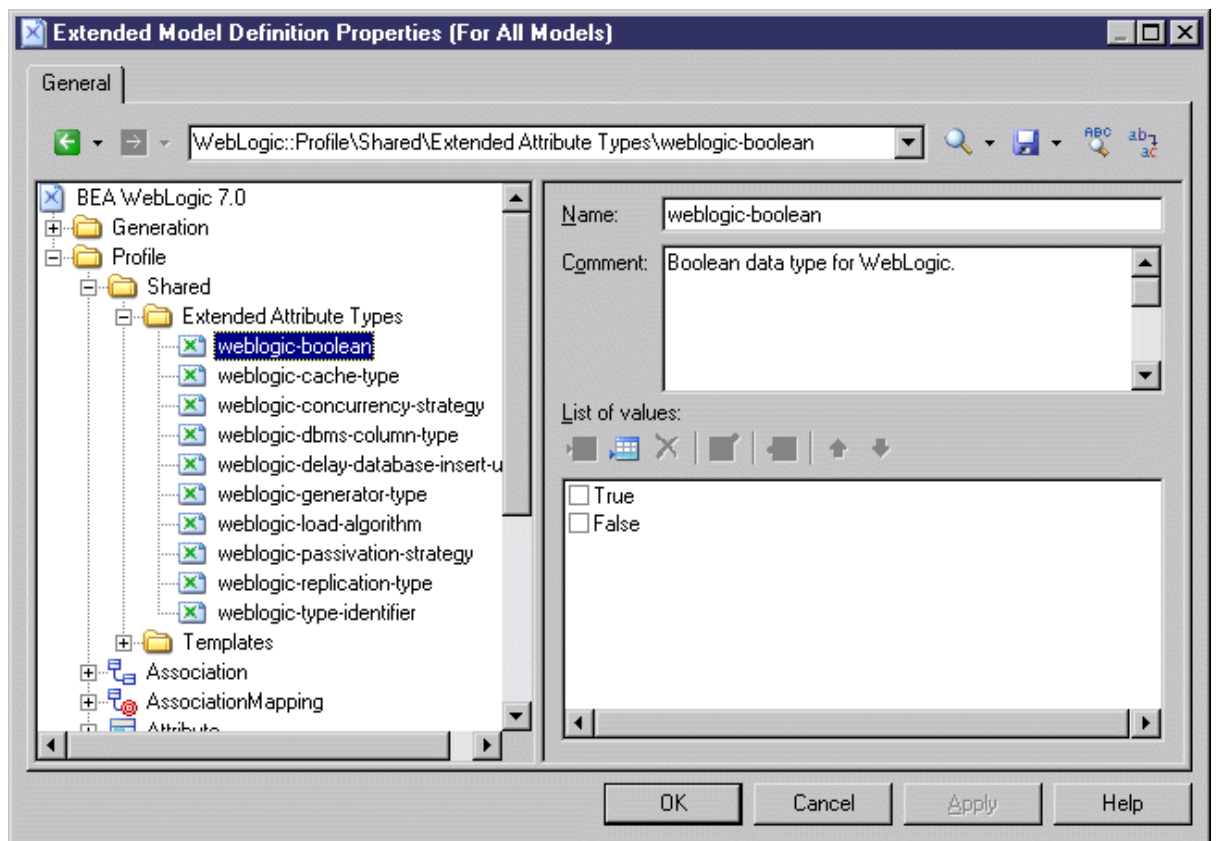 Extended Model Definition Properties (For All Models)
General
WebLogic::Profile\Shared\Extended Attribute Types\weblogic-boolean
ABC
ab
ac
BEA WebLogic 7.0
Generation
Profile
Shared
Extended Attribute Types
weblogic-boolean
weblogic-cache-type
weblogic-concurrency-strategy
weblogic-dbms-column-type
weblogic-delay-database-insert-u
weblogic-generator-type
weblogic-load-algorithm
weblogic-passivation-strategy
weblogic-replication-type
weblogic-type-identifier
Templates
Association
AssociationMapping
Attribute
Name:
weblogic-boolean
Comment:
Boolean data type for WebLogic.
List of values:
True
False
OK
Cancel
Apply
Help